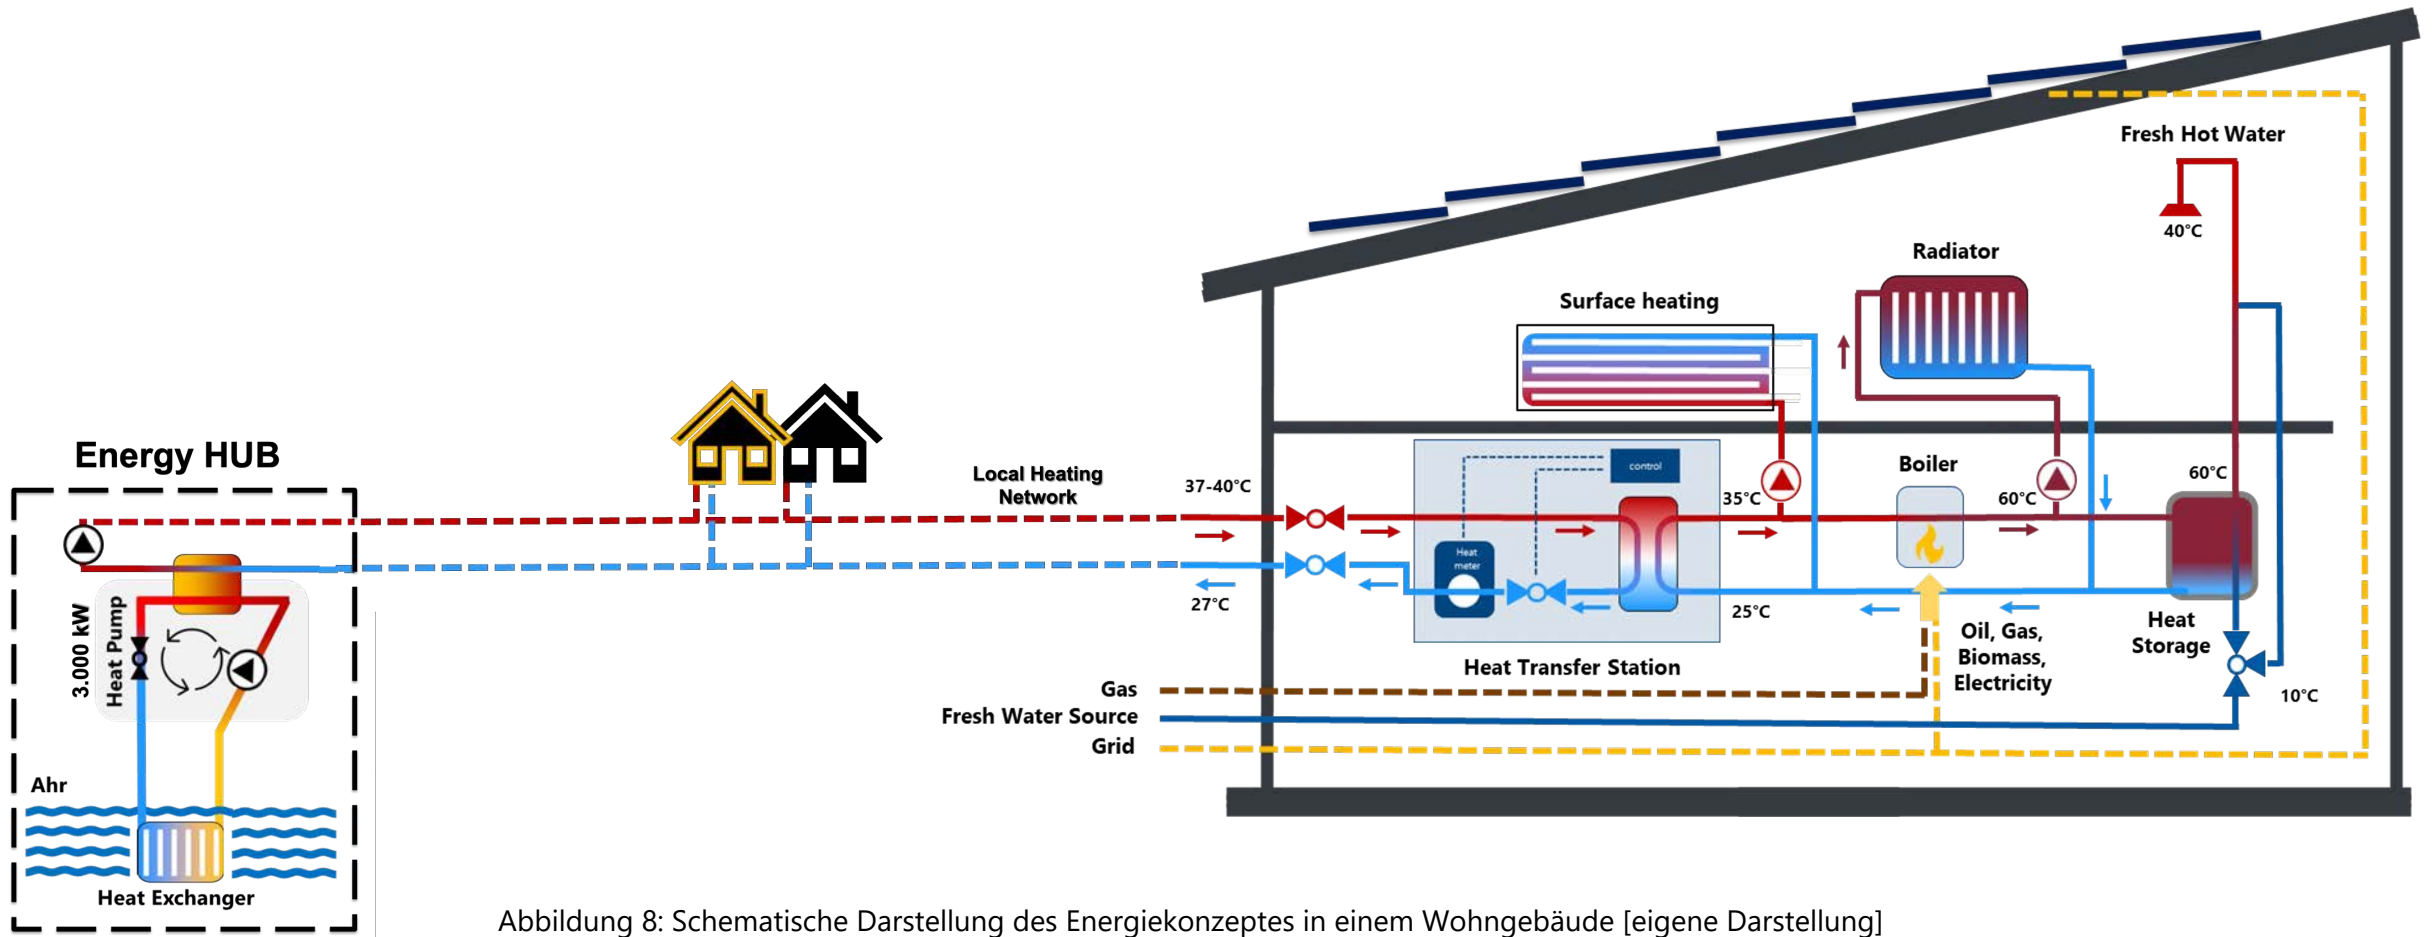 Fresh Hot Water
40°C
Radiator
Surface heating
Energy HUB
Local Heating
Network
37-40°C
control
Boiler
60°C
35°C
60°C
Heat
meter
27°C
25°C
3.000 kW
Heat Pump
Heat
Storage
Oil, Gas,
Biomass,
Electricity
Heat Transfer Station
Gas
10°C
Fresh Water Source
Grid
Ahr
Heat Exchanger
Abbildung 8: Schematische Darstellung des Energiekonzeptes in einem Wohngebäude [eigene Darstellung]